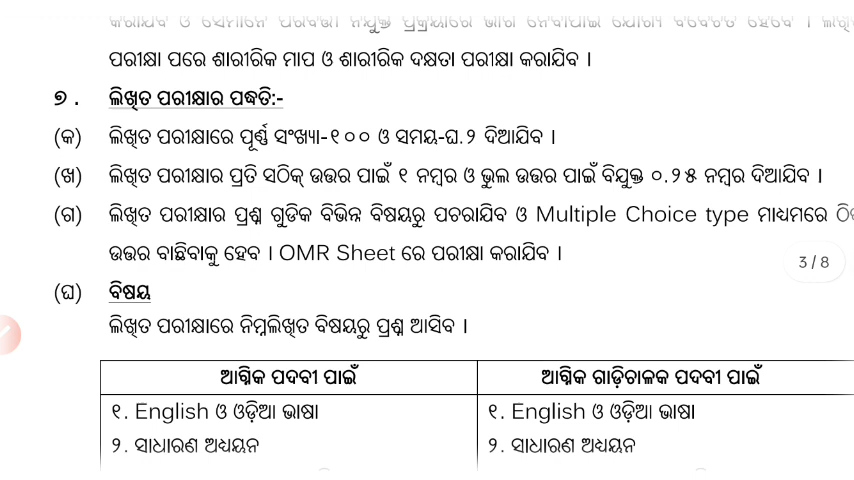 ପରୀକ୍ଷା ପରେ ଶାରୀରିକ ମାପ ଓ ଶାରୀରିକ ଦକ୍ଷତା ପରୀକ୍ଷା କରାଯିବ ।
୭ . ଲିଖିତ ପରୀକ୍ଷାର ପଦ୍ଧତି:-
(କ) ଲିଖିତ ପରୀକ୍ଷାରେ ପୂର୍ଣ୍ଣ ସଂଖ୍ୟା-୧୦୦ ଓ ସମୟ-ଘ.୨ ଦିଆଯିବ ।
(ଖ) ଲିଖିତ ପରୀକ୍ଷାର ପ୍ରତି ସଠିକ୍ ଉତ୍ତର ପାଇଁ ୧ ନମ୍ବର ଓ ଭୁଲ ଉତ୍ତର ପାଇଁ ବିଯୁକ୍ତ ୦.୨୫ ନମ୍ବର ଦିଆଯିବ ।
(ଗ) ଲିଖିତ ପରୀକ୍ଷାର ପ୍ରଶ୍ନ ଗୁଡିକ ବିଭିନ୍ନ ବିଷୟରୁ ପଚରାଯିବ ଓ Multiple Choice type ମାଧ୍ୟମରେ
ଉତ୍ତର ବାଛିବାକୁ ହେବ । OMR Sheet ରେ ପରୀକ୍ଷା କରାଯିବ ।
3 / 8
(ଘ) ବିଷୟ
ଲିଖିତ ପରୀକ୍ଷାରେ ନିମ୍ନଲିଖିତ ବିଷୟରୁ ପ୍ରଶ୍ନ ଆସିବ ।
ଆଗ୍ନିକ ପଦବୀ ପାଇଁ ଆଗ୍ନିକ ଗାଡ଼ିଚାଳକ ପଦବୀ ପାଇଁ
୧. English ଓ ଓଡ଼ିଆ ଭାଷା ୧. English ଓ ଓଡ଼ିଆ ଭାଷା
୨. ସାଧାରଣ ଅଧ୍ୟୟନ ୨. ସାଧାରଣ ଅଧ୍ୟୟନ